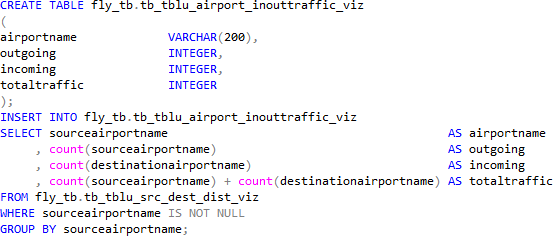 CREATE TABLE fly_tb.tb_tblu_airport_inouttraffic_viz
(
airportname VARCHAR(200),
outgoing INTEGER,
incoming INTEGER,
totaltraffic INTEGER
);
INSERT INTO fly_tb.tb_tblu_airport_inouttraffic_viz
SELECT sourceairportname AS airportname
, count(sourceairportname) AS outgoing
, count(destinationairportname) AS incoming
, count(sourceairportname) + count(destinationairportname) AS totaltraffic
FROM fly_tb.tb_tblu_src_dest_dist_viz
WHERE sourceairportname IS NOT NULL
GROUP BY sourceairportname;